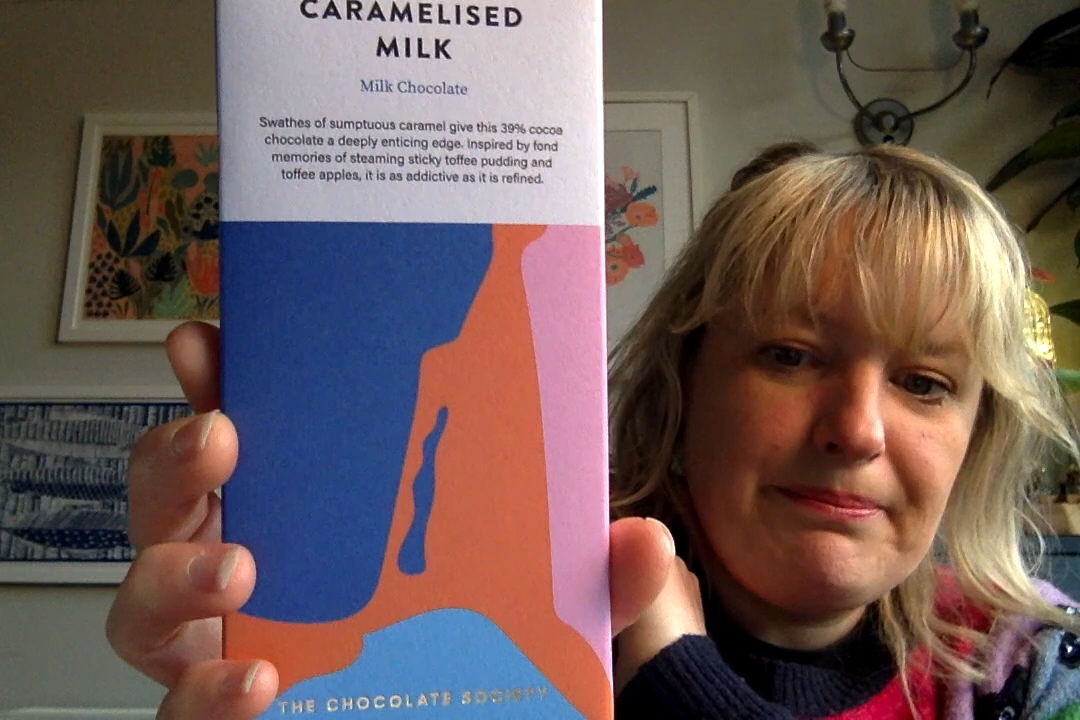 CARAMELISED
MILK
Milk Chocolate
Swathes of sumptuous caramel give this 39% cocoa
chocolate a deeply enticing edge. Inspired by fond
memories of steaming sticky toffee pudding and
toffee apples, it is as addictive as it is refined.
THE CHOCOLATE SOCIETY